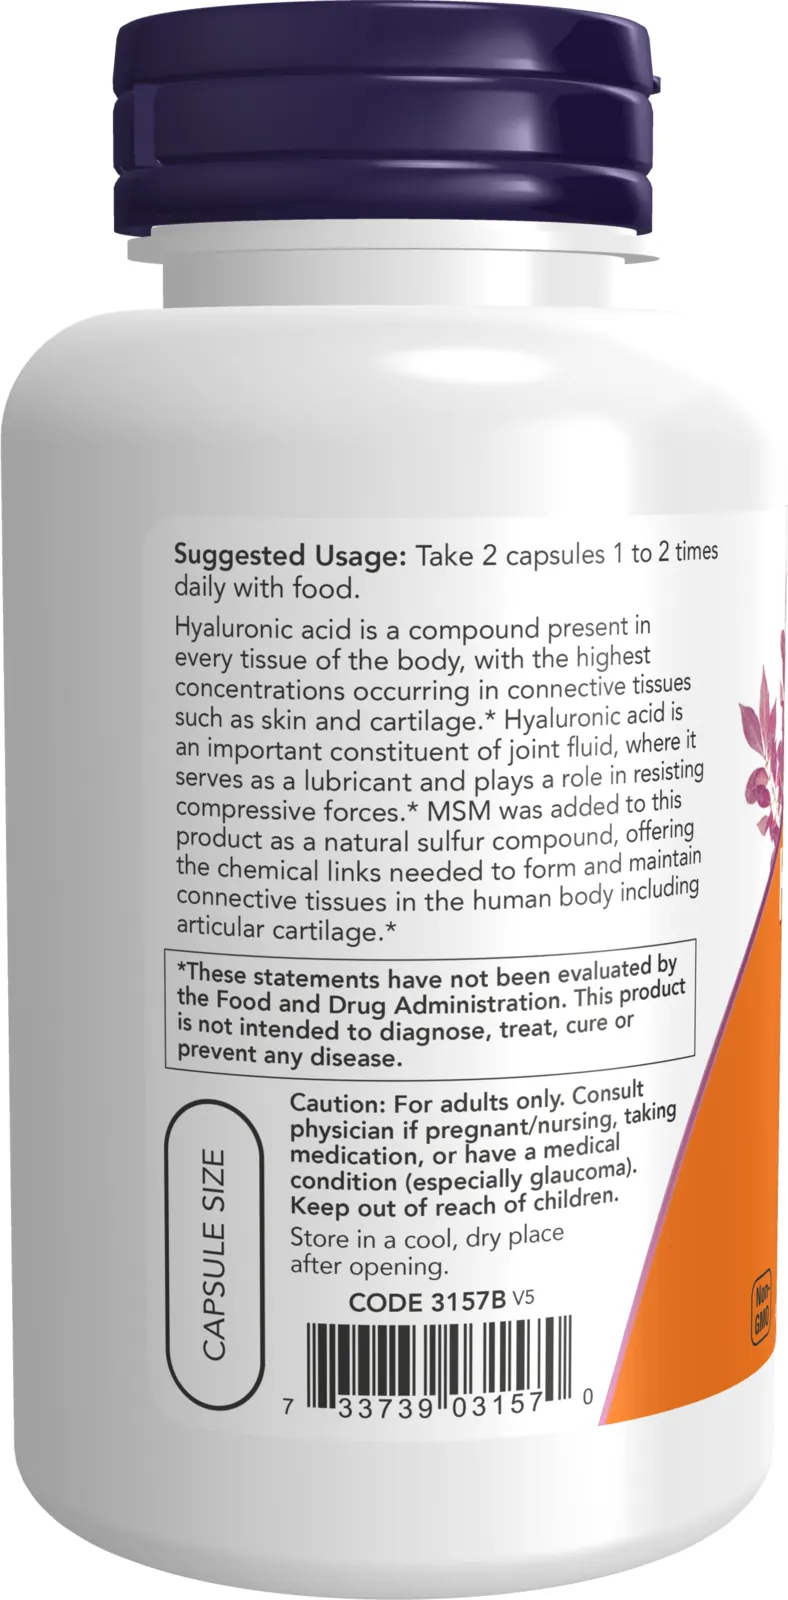 Suggested Usage: Take 2 capsules 1 to 2 times
daily with food.
Hyaluronic acid is a compound present in
every tissue of the body, with the highest
concentrations occurring in connective tissues
such as skin and cartilage.* Hyaluronic acid is
an important constituent of joint fluid, where it
serves as a lubricant and plays a role in resisting
compressive forces.* MSM was added to this
product as a natural sulfur compound, offering
the chemical links needed to form and maintain
connective tissues in the human body including
articular cartilage.*
*These statements have not been evaluated by
the Food and Drug Administration. This product
is not intended to diagnose, treat, cure or
prevent any disease.
CAPSULE SIZE
Caution: For adults only. Consult
physician if pregnant/nursing, taking
medication, or have a medical
condition (especially glaucoma).
Keep out of reach of children.
Store in a cool, dry place
after opening.
CODE 3157B V5
7 33739 03157 0
Non-
GMO